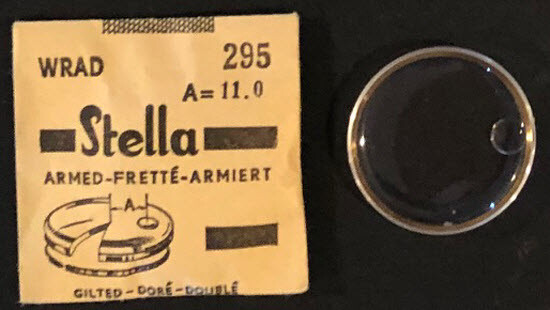 WRAD 295
A= 11.0
Stella
ARMED-FRETTÉ-ARMIERT
A
GILTED-DORÉ-DOUBLÉ